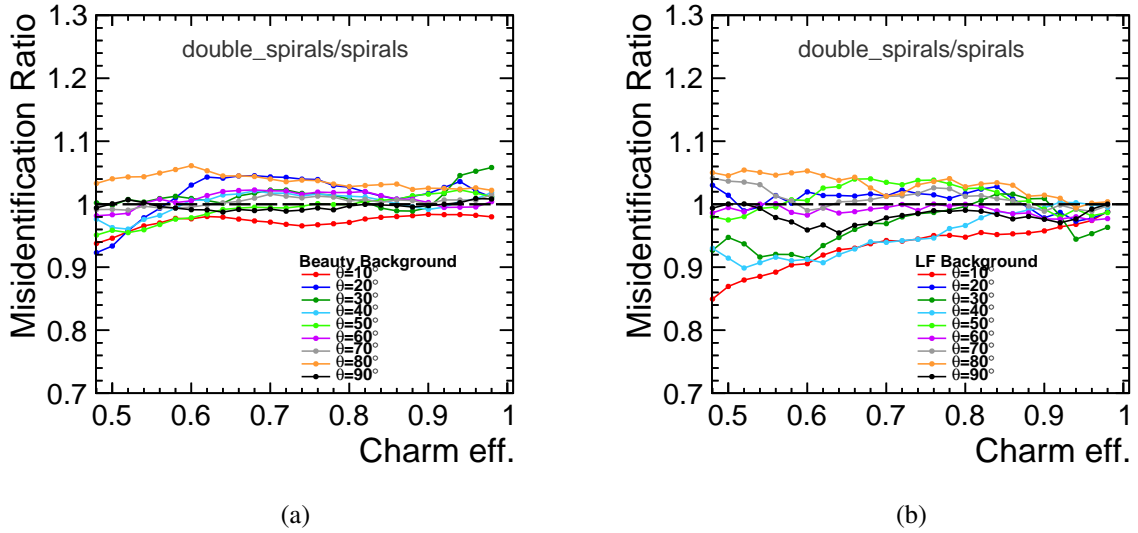 double_spirals/spirals
Misidentification Ratio
1.3
1.2
1.1
1
0.9
0.8
0.7
Beauty Background
θ=10°
θ=20°
θ=30°
θ=40°
θ=50°
θ=60°
θ=70°
θ=80°
θ=90°
0.5 0.6 0.7 0.8 0.9 1
Charm eff.
(a)
double_spirals/spirals
Misidentification Ratio
1.3
1.2
1.1
1
0.9
0.8
0.7
LF Background
θ=10°
θ=20°
θ=30°
θ=40°
θ=50°
θ=60°
θ=70°
θ=80°
θ=90°
0.5 0.6 0.7 0.8 0.9 1
Charm eff.
(b)